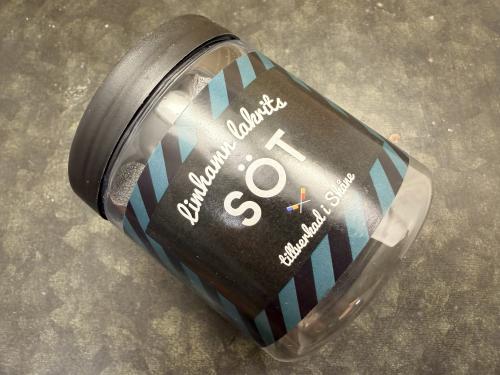 limhamn lakrits
SÖT
tillverkad i Skåne